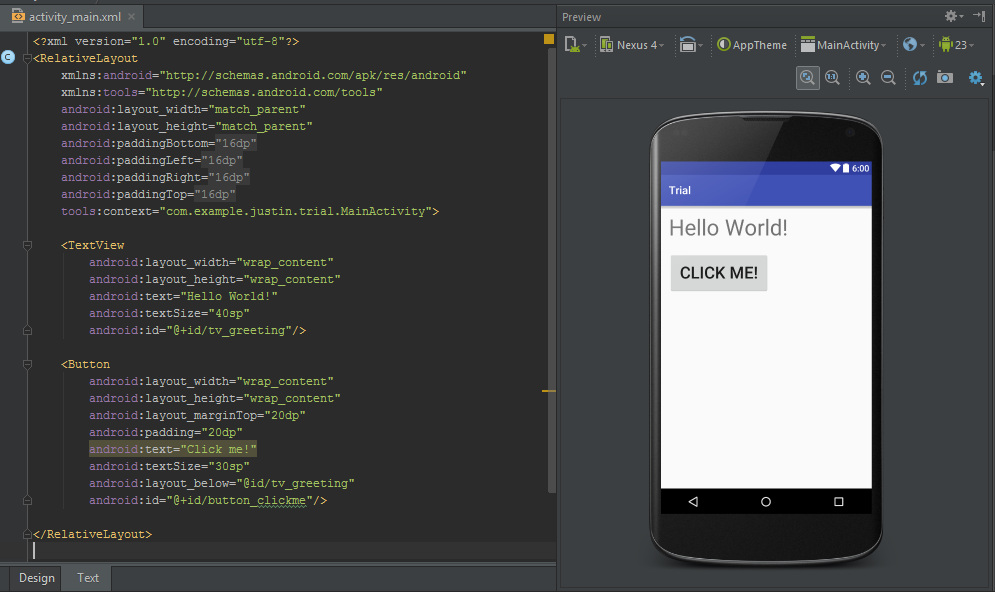 activity_main.xml
<?xml version="1.0" encoding="utf-8"?>
<RelativeLayout
    xmlns:android="http://schemas.android.com/apk/res/android"
    xmlns:tools="http://schemas.android.com/tools"
    android:layout_width="match_parent"
    android:layout_height="match_parent"
    android:paddingBottom="16dp"
    android:paddingLeft="16dp"
    android:paddingRight="16dp"
    android:paddingTop="16dp"
    tools:context="com.example.justin.trial.MainActivity">
    <TextView
        android:layout_width="wrap_content"
        android:layout_height="wrap_content"
        android:text="Hello World!"
        android:textSize="40sp"
        android:id="@+id/tv_greeting"/>
    <Button
        android:layout_width="wrap_content"
        android:layout_height="wrap_content"
        android:layout_marginTop="20dp"
        android:padding="20dp"
        android:text="Click me!"
        android:textSize="30sp"
        android:layout_below="@id/tv_greeting"
        android:id="@+id/button_clickme"/>
</RelativeLayout>
Design Text
Preview
Nexus 4 AppTheme MainActivity 23
1:1
6:00
Trial
Hello World!
CLICK ME!
C